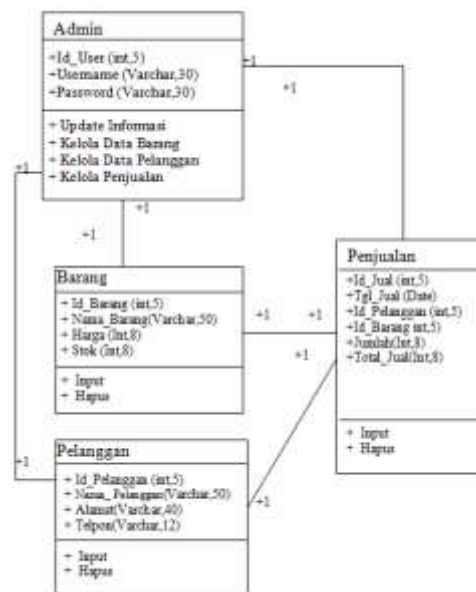 Admin
+Id_User (int,5)
+Username (Varchar,30)
+Password (Varchar,30)
+ Update Informasi
+ Kelola Data Barang
+ Kelola Data Pelanggan
+ Kelola Penjualan
+1
+1
+1
+1
+1
Barang
+ Id_Barang (int,5)
+ Nama_Barang(Varchar,50)
+ Harga (Int,8)
+ Stok (Int,8)
+ Input
+ Hapus
+1
+1
+1
Penjualan
+Id_Jual (int,5)
+Tgl_Jual (Date)
+Id_Pelanggan (int,5)
+Id_Barang int,5)
+Jumlah(Int,8)
+Total_Jual(Int,8)
+ Input
+ Hapus
Pelanggan
+ Id_Pelanggan (int,5)
+ Nama_ Pelanggan(Varchar,50)
+ Alamat(Varchar,40)
+ Telpon(Varchar,12)
+ Input
+ Hapus
+1
+1